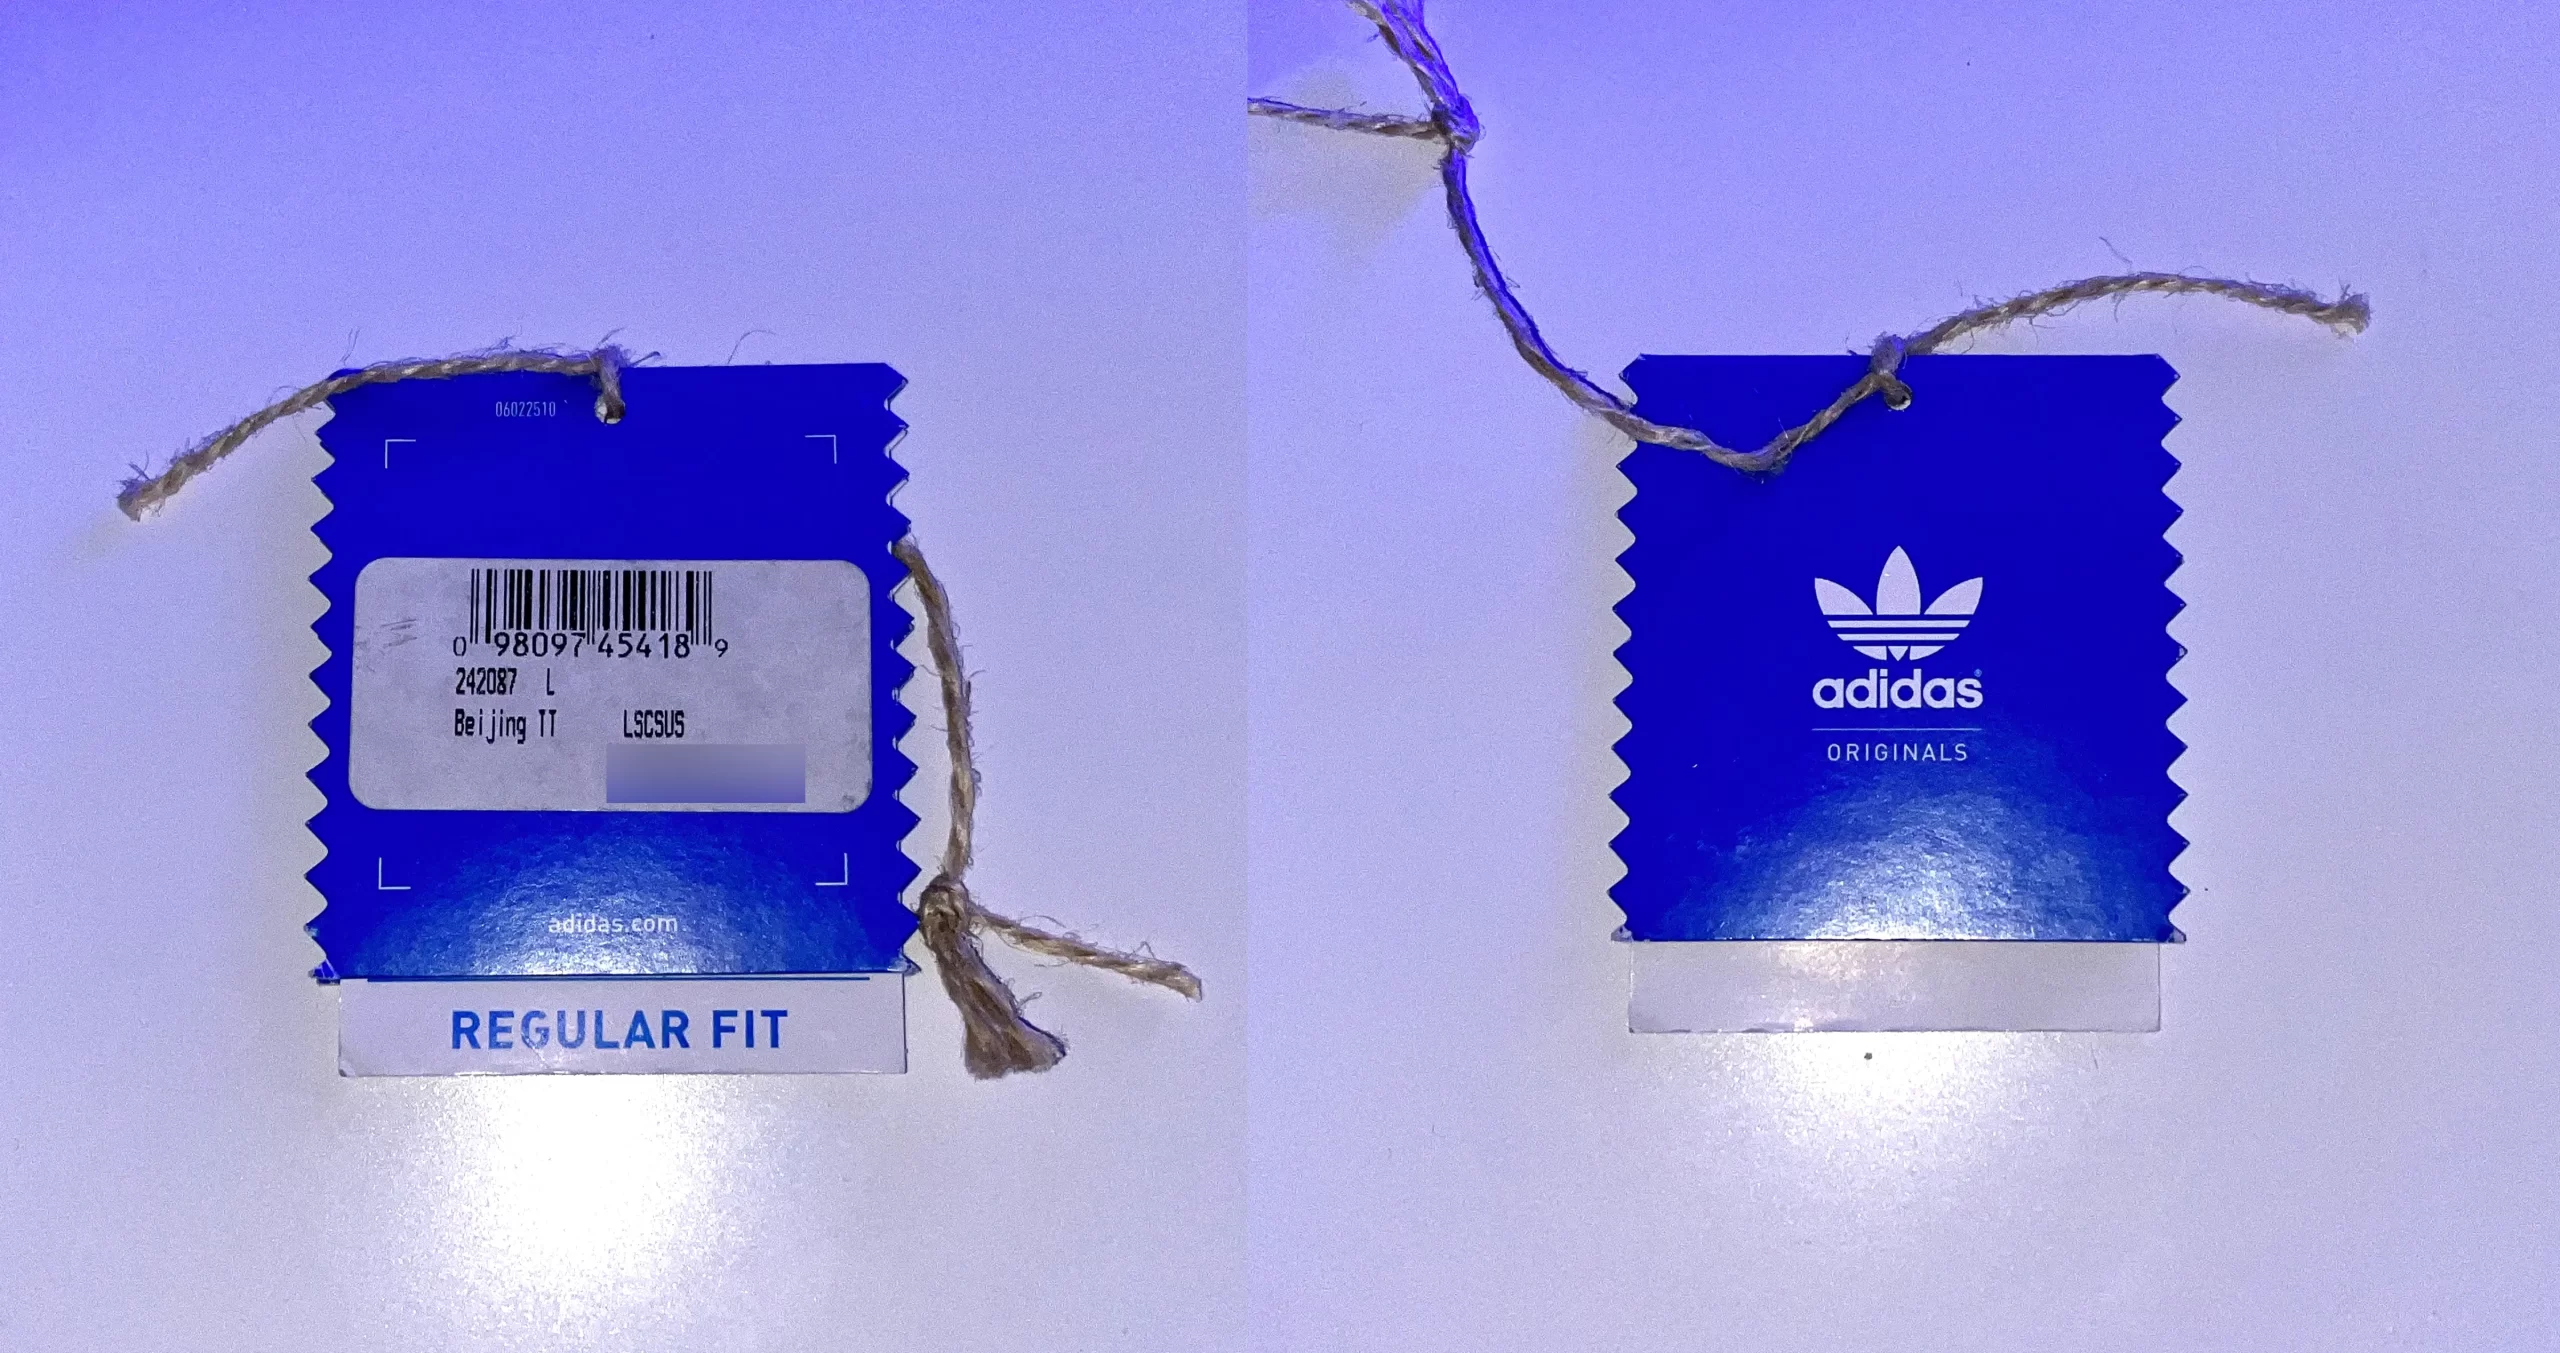 06022510
0 98097 45418 9
242087 L
Beijing TT LSCSUS
adidas.com
REGULAR FIT
adidas
ORIGINALS